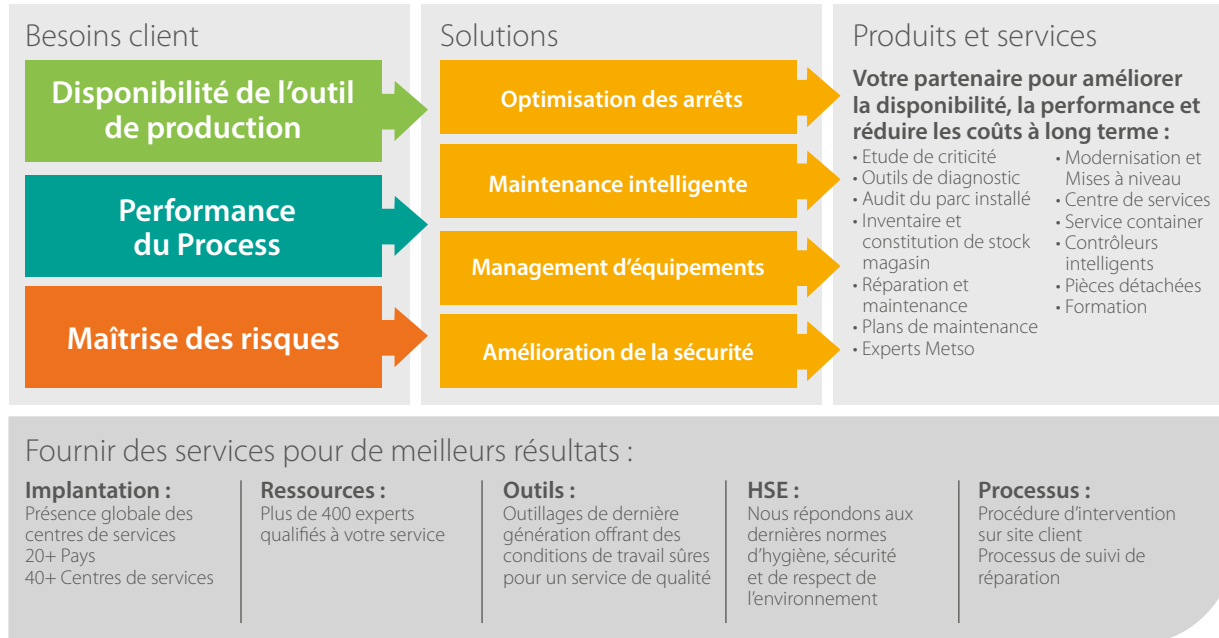 Besoins client
Disponibilité de l'outil
de production
Performance
du Process
Maîtrise des risques
Solutions
Optimisation des arrêts
Maintenance intelligente
Management d'équipements
Amélioration de la sécurité
Produits et services
Votre partenaire pour améliorer
la disponibilité, la performance et
réduire les coûts à long terme :
• Etude de criticité
• Outils de diagnostic
• Audit du parc installé
• Inventaire et
constitution de stock
magasin
• Réparation et
maintenance
• Plans de maintenance
• Experts Metso
• Modernisation et
Mises à niveau
• Centre de services
• Service container
• Contrôleurs
intelligents
• Pièces détachées
• Formation
Fournir des services pour de meilleurs résultats :
Implantation :
Présence globale des
centres de services
20+ Pays
40+ Centres de services
Ressources :
Plus de 400 experts
qualifiés à votre service
Outils :
Outillages de dernière
génération offrant des
conditions de travail sûres
pour un service de qualité
HSE :
Nous répondons aux
dernières normes
d'hygiène, sécurité
et de respect de
l'environnement
Processus :
Procédure d'intervention
sur site client
Processus de suivi de
réparation